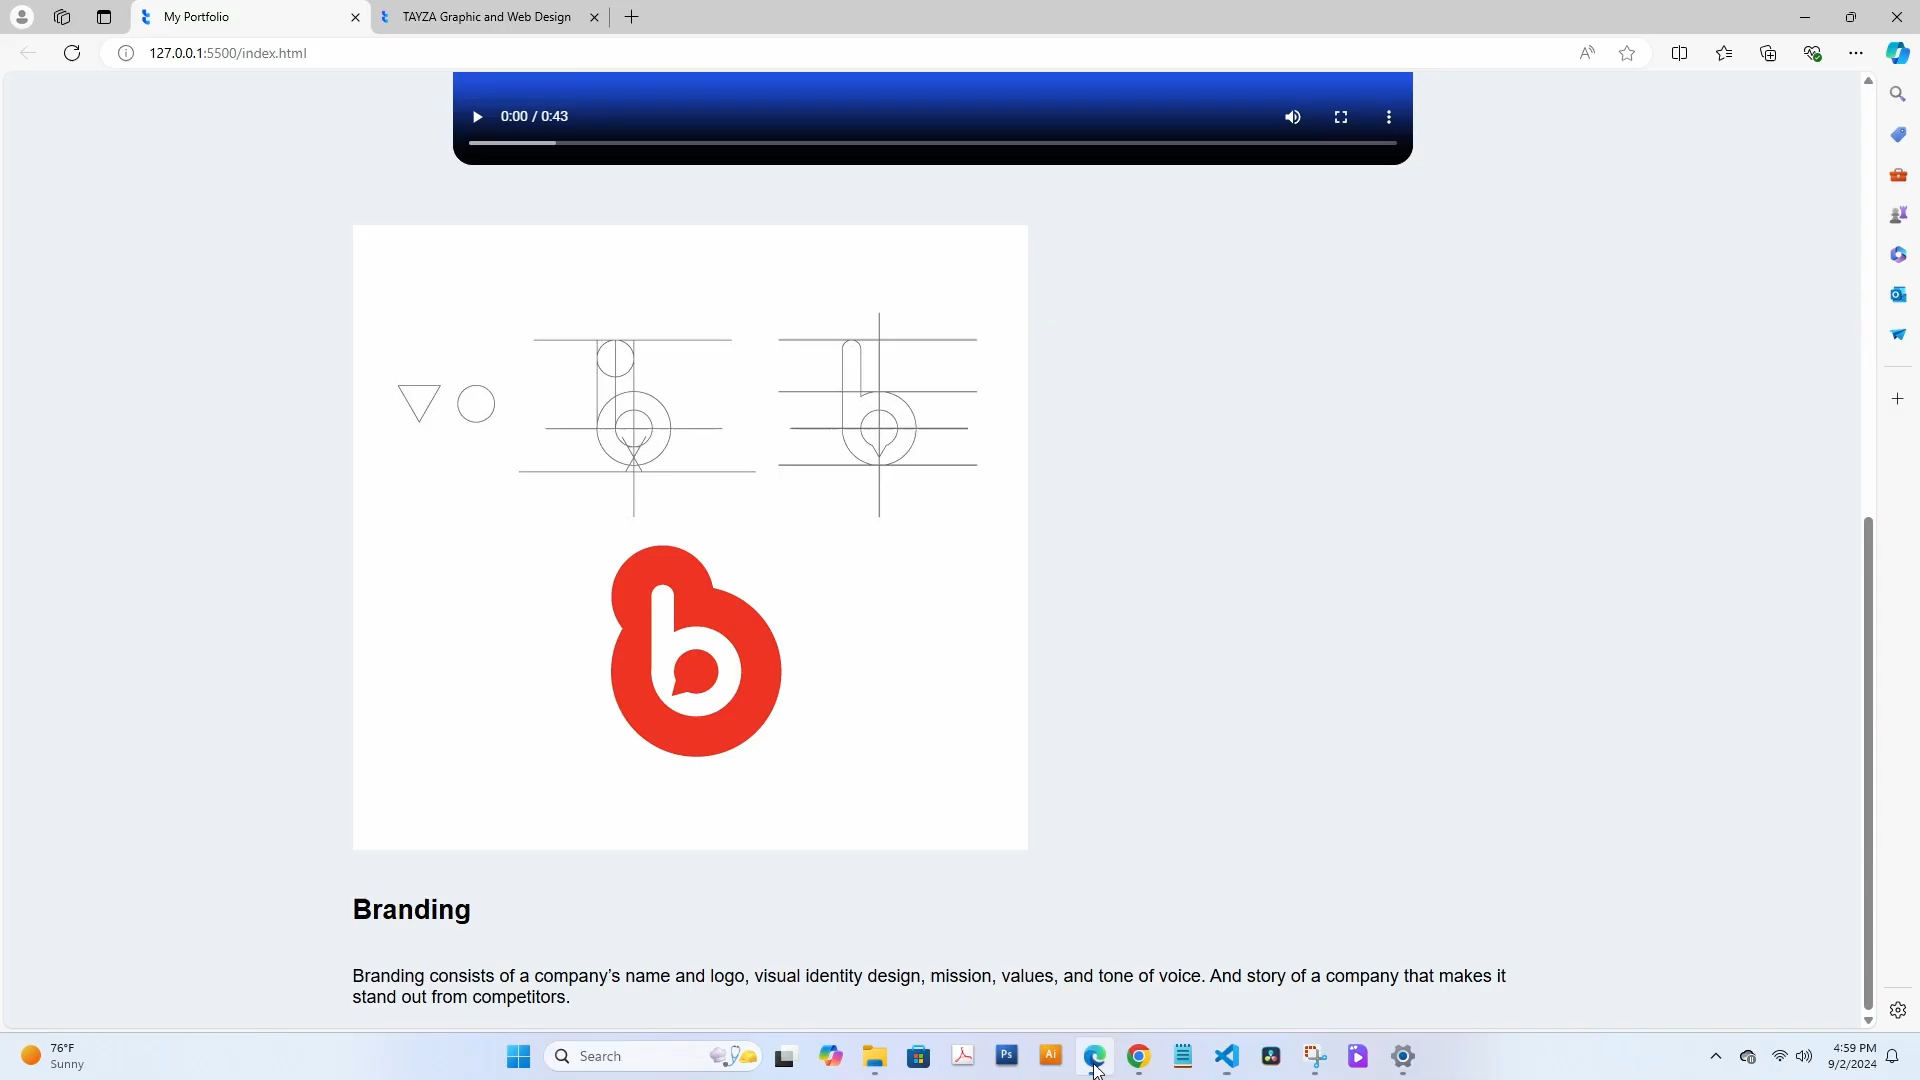 My Portfolio
TAYZA Graphic and Web Design
127.0.0.1:5500/index.html
0:00 / 0:43
b
Branding
Branding consists of a company’s name and logo, visual identity design, mission, values, and tone of voice. And story of a company that makes it
stand out from competitors.
76°F
Sunny
Search
Ps
Ai
4:59 PM
9/2/2024